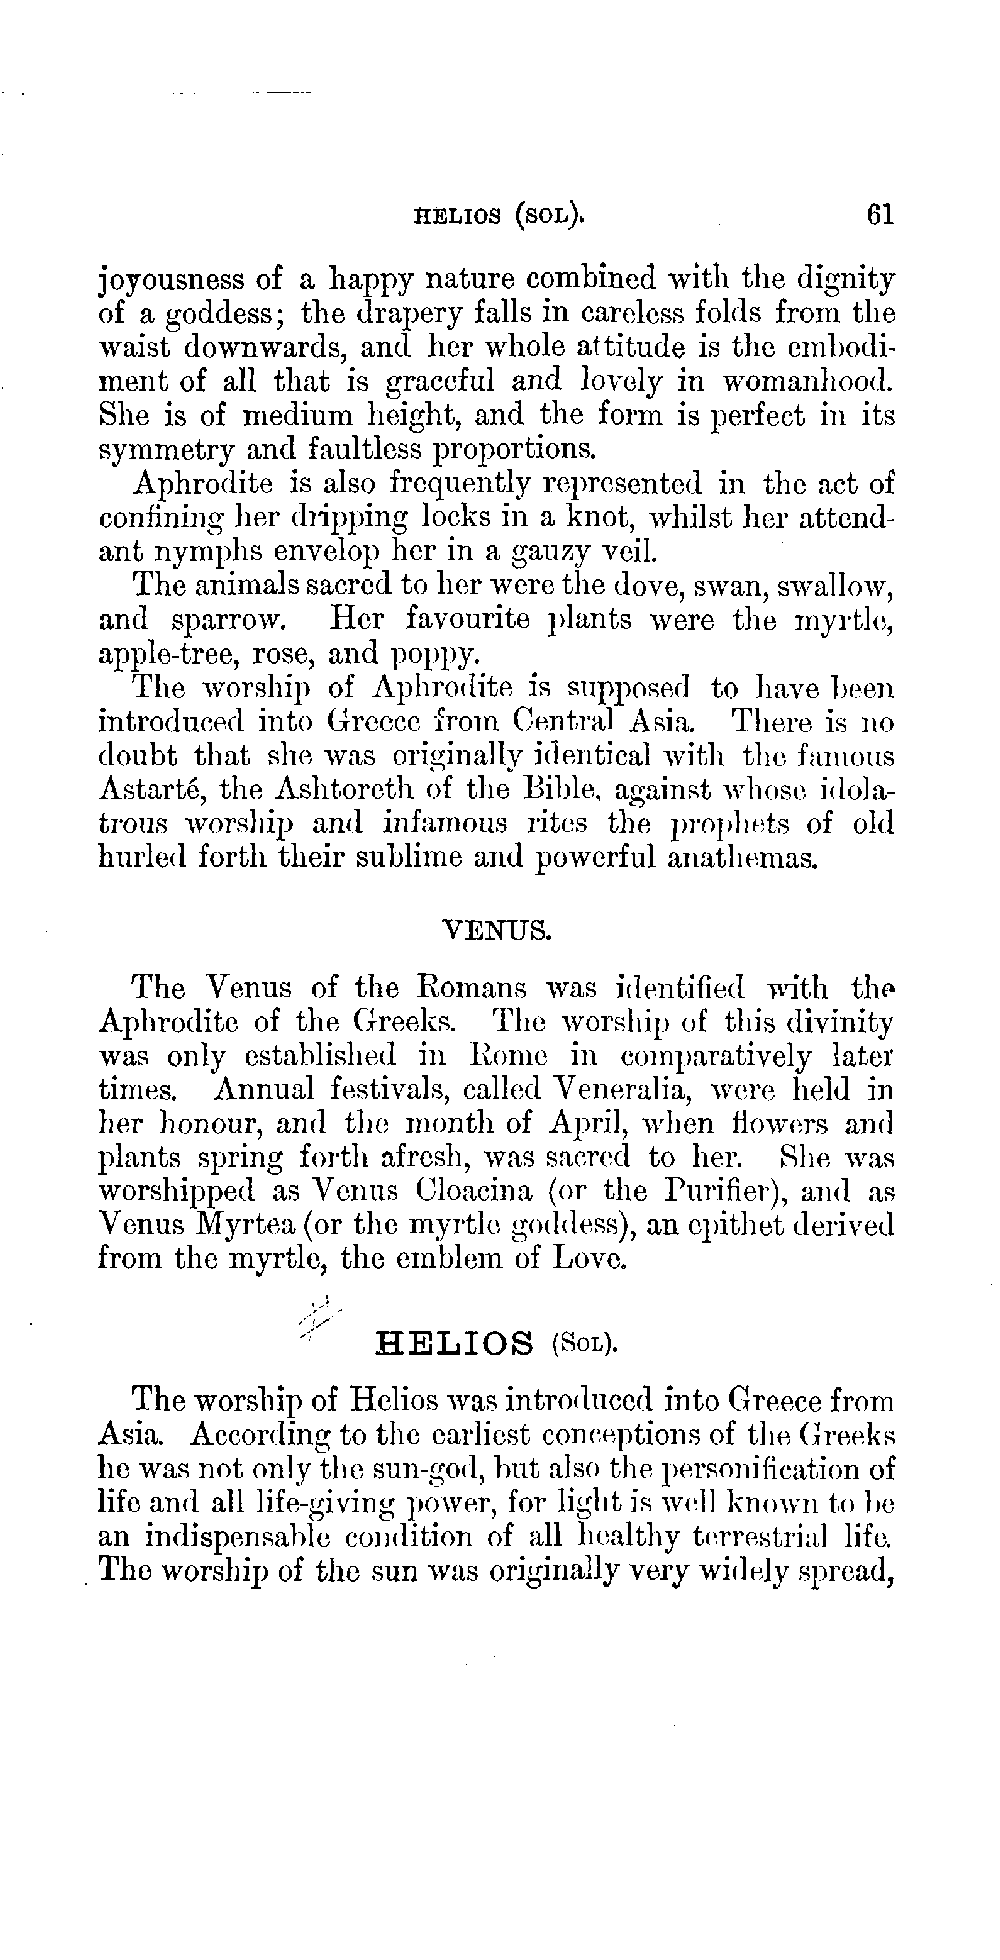 HELIOS (SOL). 61
joyousness of a happy nature combined with the dignity
of a goddess; the drapery falls in careless folds from the
waist downwards, and her whole attitude is the embodi-
ment of all that is graceful and lovely in womanhood.
She is of medium height, and the form is perfect in its
symmetry and faultless proportions.
Aphrodite is also frequently represented in the act of
confining her dripping locks in a knot, whilst her attend-
ant nymphs envelop her in a gauzy veil.
The animals sacred to her were the dove, swan, swallow,
and sparrow. Her favourite plants were the myrtle,
apple-tree, rose, and poppy.
The worship of Aphrodite is supposed to have been
introduced into Greece from Central Asia. There is no
doubt that she was originally identical with the famous
Astarté, the Ashtoreth of the Bible, against whose idola-
trous worship and infamous rites the prophets of old
hurled forth their sublime and powerful anathemas.
VENUS.
The Venus of the Romans was identified with the
Aphrodite of the Greeks. The worship of this divinity
was only established in Rome in comparatively later
times. Annual festivals, called Veneralia, were held in
her honour, and the month of April, when flowers and
plants spring forth afresh, was sacred to her. She was
worshipped as Venus Cloacina (or the Purifier), and as
Venus Myrtea (or the myrtle goddess), an epithet derived
from the myrtle, the emblem of Love.
HELIOS (SOL).
The worship of Helios was introduced into Greece from
Asia. According to the earliest conceptions of the Greeks
he was not only the sun-god, but also the personification of
life and all life-giving power, for light is well known to be
an indispensable condition of all healthy terrestrial life.
The worship of the sun was originally very widely spread,